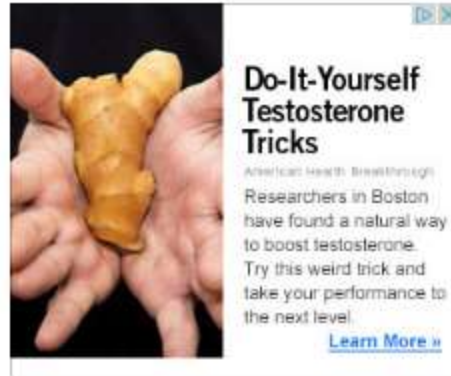 Do-It-Yourself
Testosterone
Tricks
American Health Breakthrough
Researchers in Boston
have found a natural way
to boost testosterone.
Try this weird trick and
take your performance to
the next level.
Learn More »